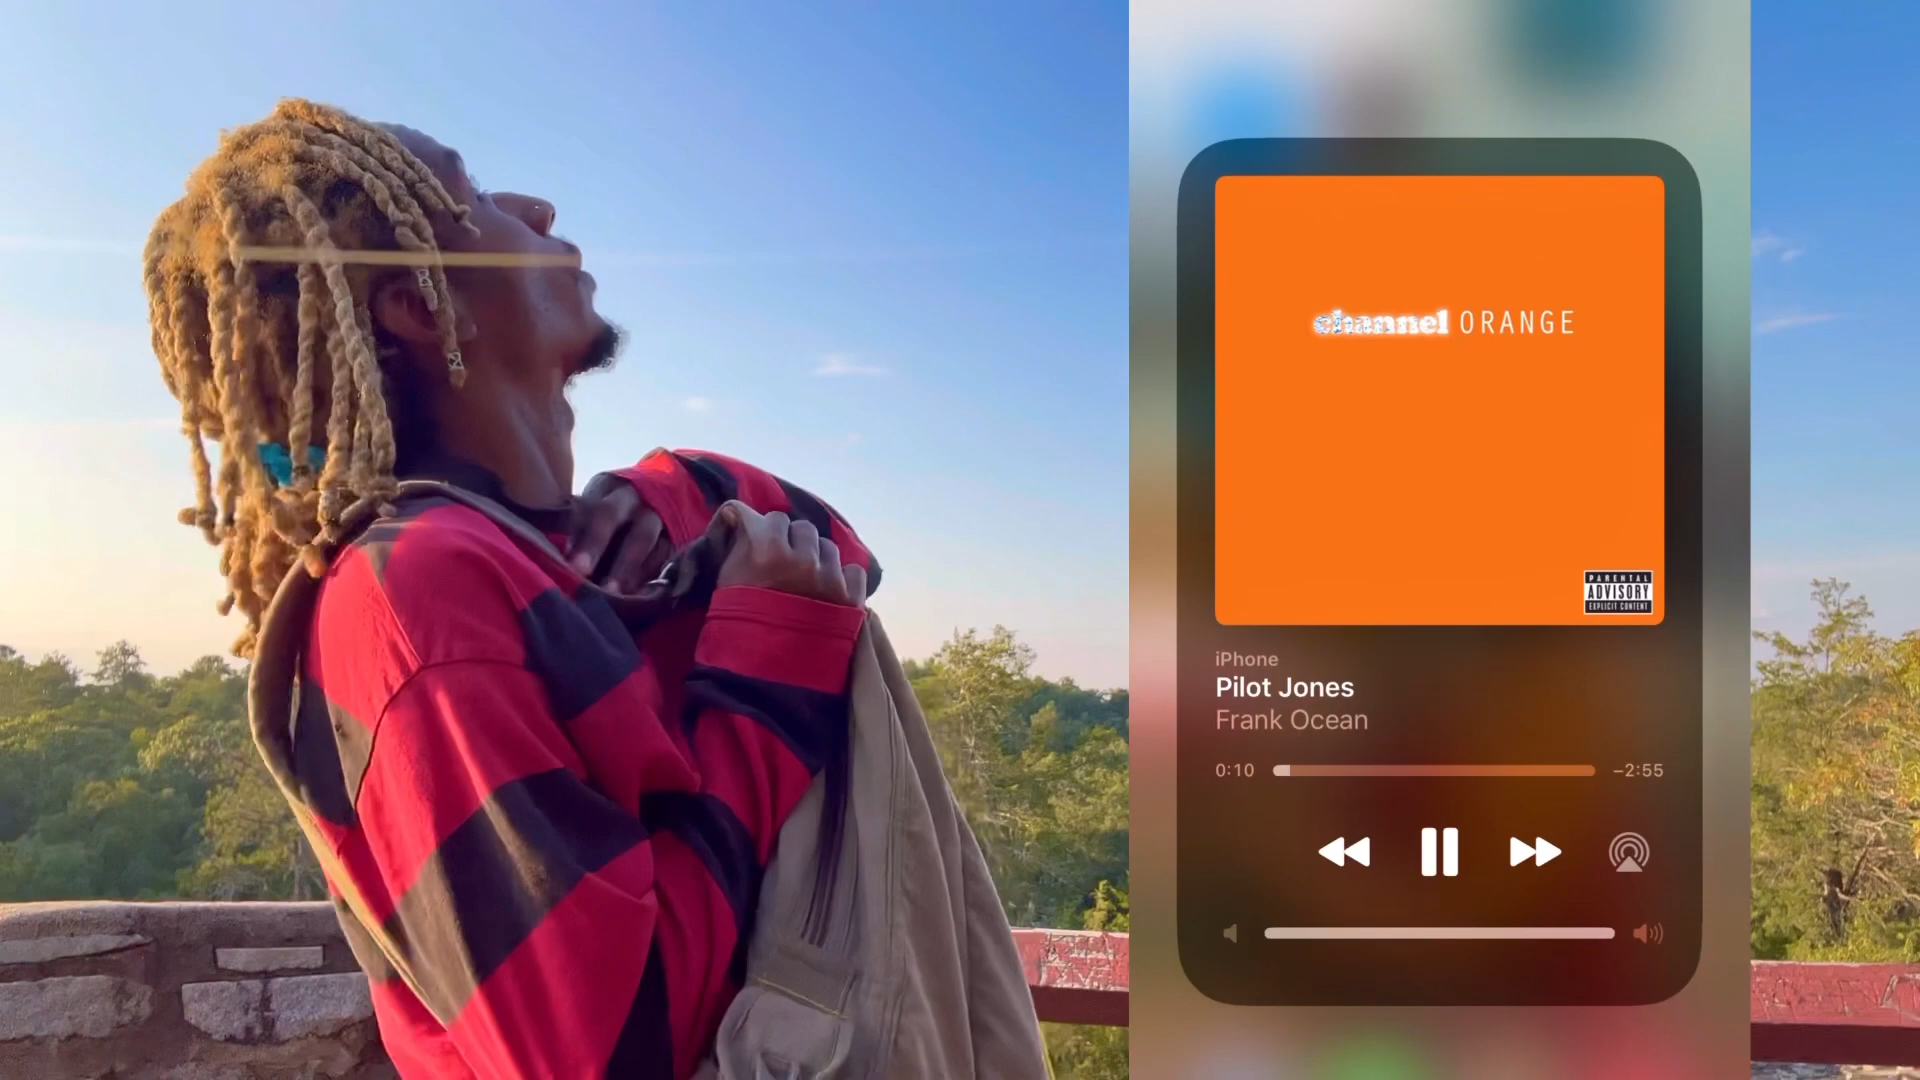 channel ORANGE
PARENTAL
ADVISORY
EXPLICIT CONTENT
iPhone
Pilot Jones
Frank Ocean
0:10
−2:55